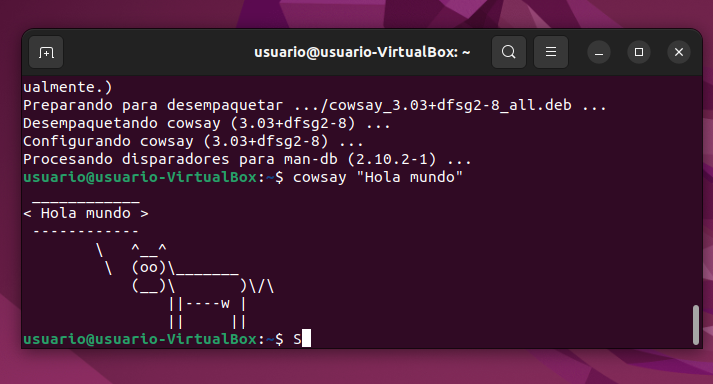 usuario@usuario-VirtualBox: ~
ualmente.)
Preparando para desempaquetar .../cowsay_3.03+dfsg2-8_all.deb ...
Desempaquetando cowsay (3.03+dfsg2-8) ...
Configurando cowsay (3.03+dfsg2-8) ...
Procesando disparadores para man-db (2.10.2-1) ...
usuario@usuario-VirtualBox:~$ cowsay "Hola mundo"
 ____________
< Hola mundo >
 ------------
        \   ^__^
         \  (oo)\_______
            (__)\       )\/\
                ||----w |
                ||     ||
usuario@usuario-VirtualBox:~$ S